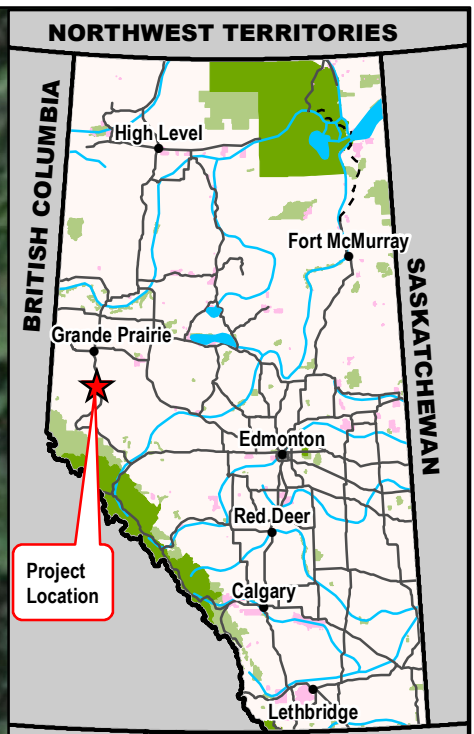 NORTHWEST TERRITORIES
BRITISH COLUMBIA
High Level
Fort McMurray
SASKATCHEWAN
Grande Prairie
Edmonton
Red Deer
Project
Location
Calgary
Lethbridge